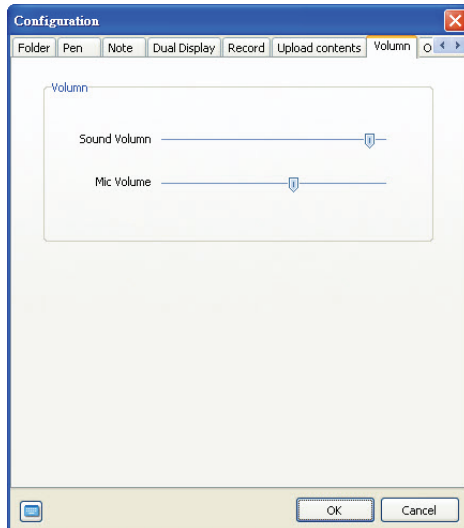 Configuration
Folder Pen Note Dual Display Record Upload contents Volumn O
Volumn
Sound Volumn
Mic Volume
OK Cancel